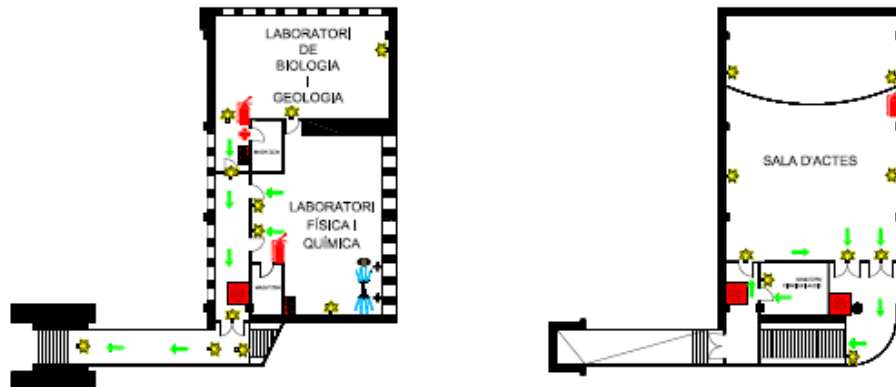 LABORATORI
DE
BIOLOGIA
I
GEOLOGIA
LABORATORI
FÍSICA I
QUÍMICA
SALA D'ACTES